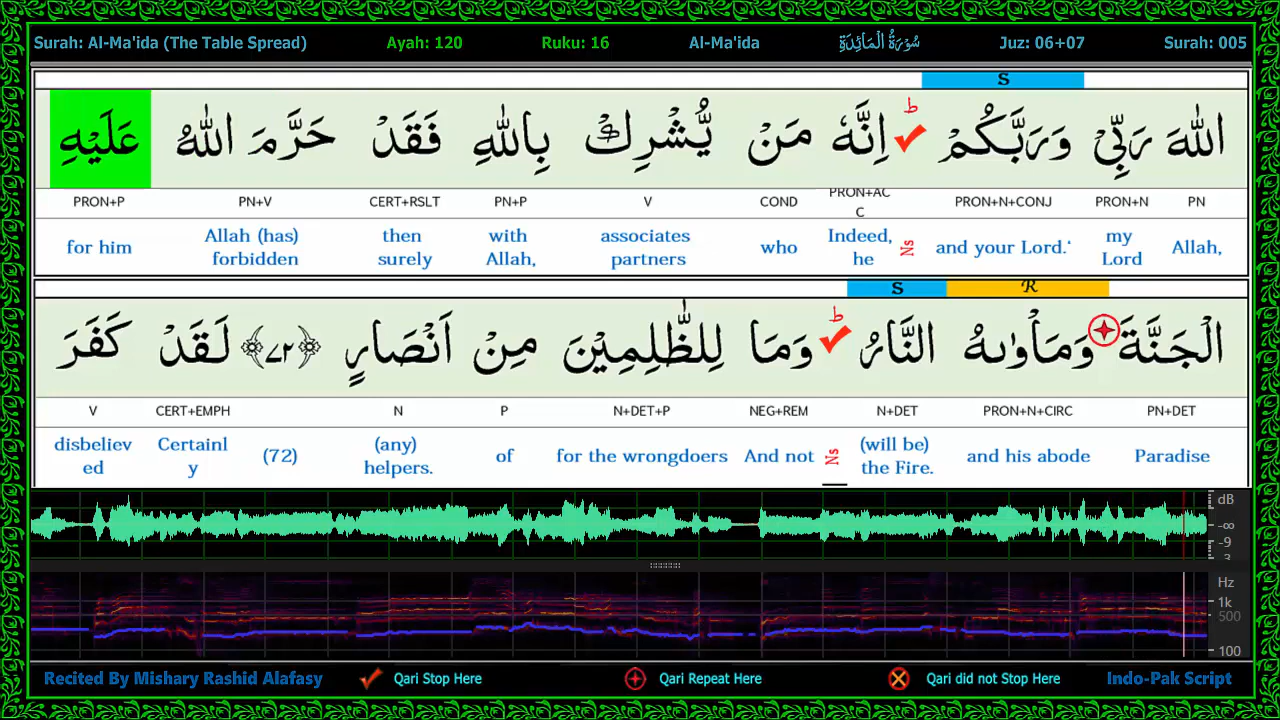 Surah: Al-Ma'ida (The Table Spread) Ayah: 120 Ruku: 16 Al-Ma'ida سُوْرَةُ الْمَائِدَةِ Juz: 06+07 Surah: 005
S
اللّٰهَ رَبِّيْ وَرَبَّكُمْ ؕ اِنَّهٗ مَنْ يُّشْرِكْ بِاللّٰهِ فَقَدْ حَرَّمَ اللّٰهُ عَلَيْهِ
PRON+P PN+V CERT+RSLT PN+P V COND PRON+ACC PRON+N+CONJ PRON+N PN
for him Allah (has) forbidden then surely with Allah, associates partners who Indeed, he Ns and your Lord.‘ my Lord Allah,
S R
الْجَنَّةَ وَمَاْوٰىهُ النَّارُ ؕ وَمَا لِلظّٰلِمِيْنَ مِنْ اَنْصَارٍ ﴿٧٢﴾ لَقَدْ كَفَرَ
V CERT+EMPH N P N+DET+P NEG+REM N+DET PRON+N+CIRC PN+DET
disbelieved Certainly (72) (any) helpers. of for the wrongdoers And not Ns (will be) the Fire. and his abode Paradise
dB
-∞
-9
-3
Hz
1k
500
100
Recited By Mishary Rashid Alafasy Qari Stop Here Qari Repeat Here Qari did not Stop Here Indo-Pak Script